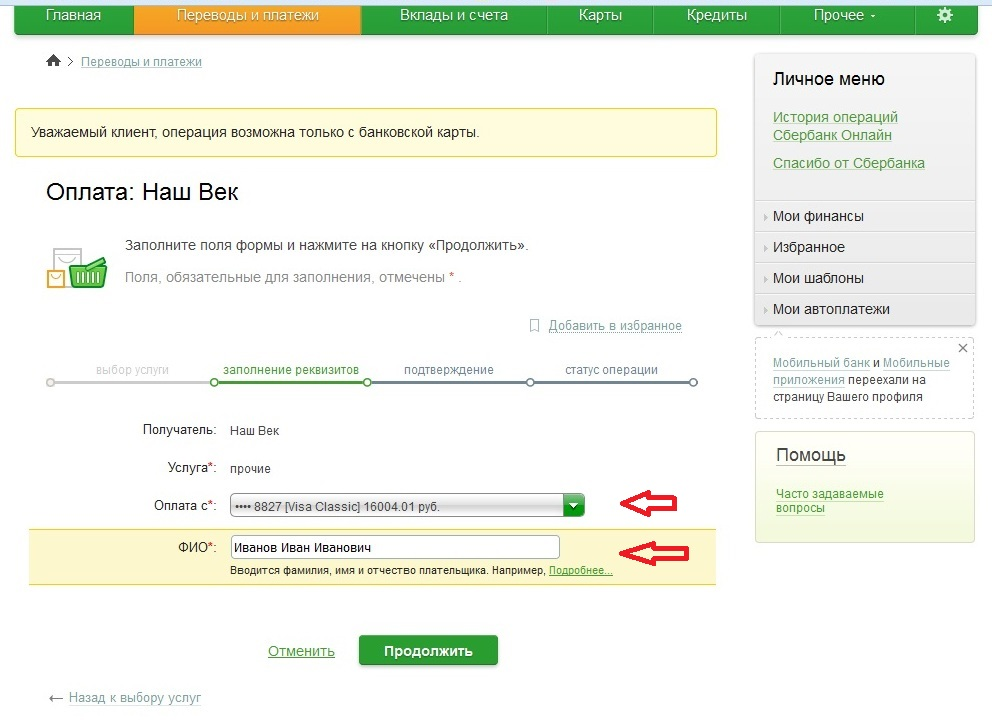 Главная Переводы и платежи Вклады и счета Карты Кредиты Прочее
Переводы и платежи
Уважаемый клиент, операция возможна только с банковской карты.
Оплата: Наш Век
Заполните поля формы и нажмите на кнопку «Продолжить».
Поля, обязательные для заполнения, отмечены * .
Добавить в избранное
выбор услуги заполнение реквизитов подтверждение статус операции
Получатель: Наш Век
Услуга*: прочие
Оплата с*: •••• 8827 [Visa Classic] 16004.01 руб.
ФИО*: Иванов Иван Иванович
Вводится фамилия, имя и отчество плательщика. Например, Подробнее...
Отменить Продолжить
← Назад к выбору услуг
Личное меню
История операций
Сбербанк Онлайн
Спасибо от Сбербанка
Мои финансы
Избранное
Мои шаблоны
Мои автоплатежи
Мобильный банк и Мобильные
приложения переехали на
страницу Вашего профиля
Помощь
Часто задаваемые
вопросы